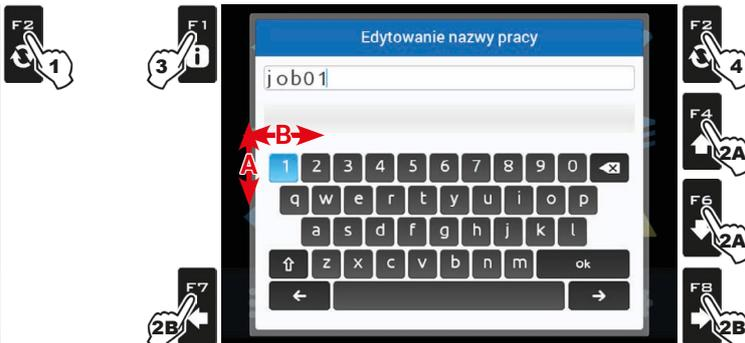 F2
1
F1
3
F2
4
F4
2A
F6
2A
F7
2B
F8
2B
Edytowanie nazwy pracy
job01
B
A
1 2 3 4 5 6 7 8 9 0
q w e r t y u i o p
a s d f g h j k l
z x c v b n m ok